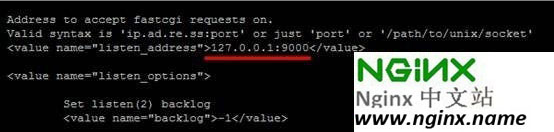 Address to accept fastcgi requests on.
Valid syntax is 'ip.ad.re.ss:port' or just 'port' or '/path/to/unix/socket'
<value name="listen_address">127.0.0.1:9000</value>
<value name="listen_options">
Set listen(2) backlog
<value name="backlog">-1</value>
NGINX
Nginx 中文站
www.nginx.name